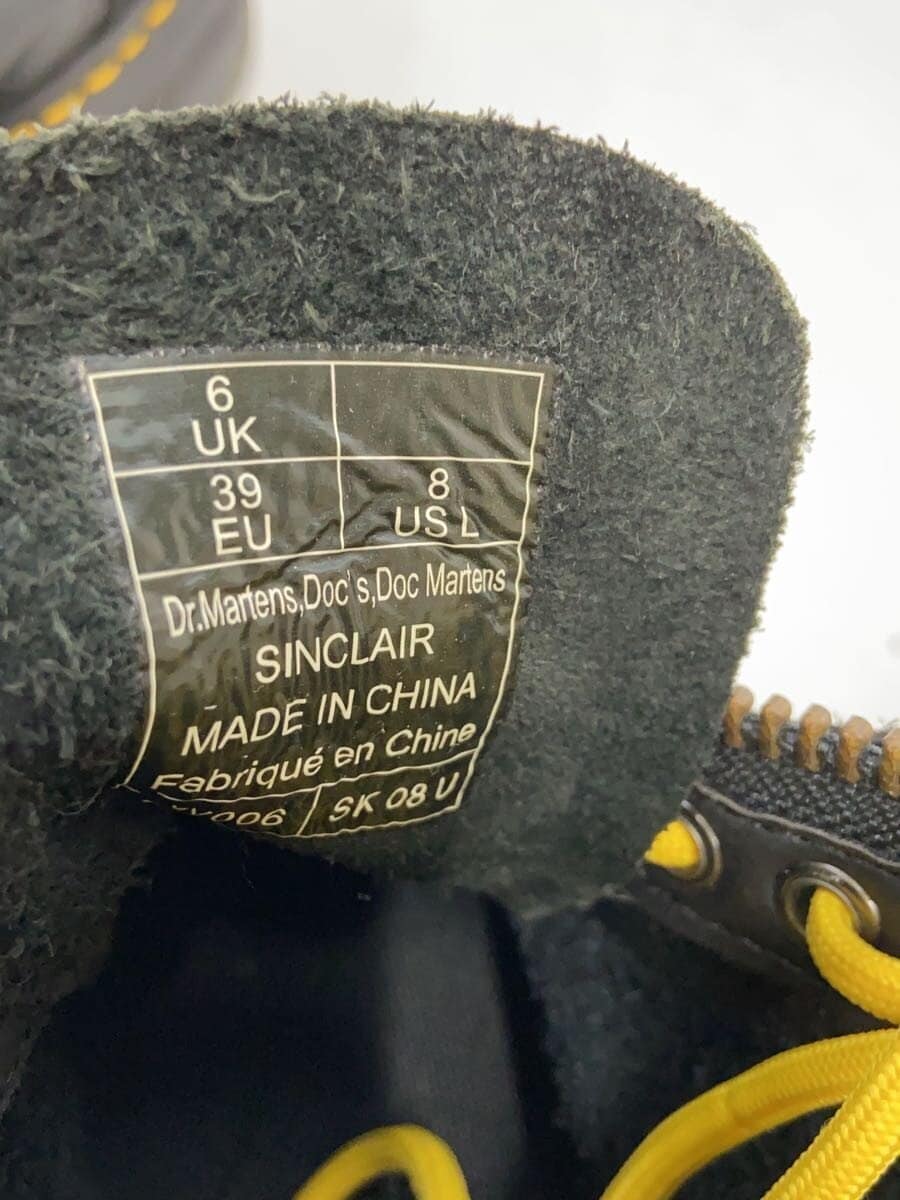 6
UK
39
EU
8
US L
Dr.Martens,Doc's,Doc Martens
SINCLAIR
MADE IN CHINA
Fabriqué en Chine
SK 08 U